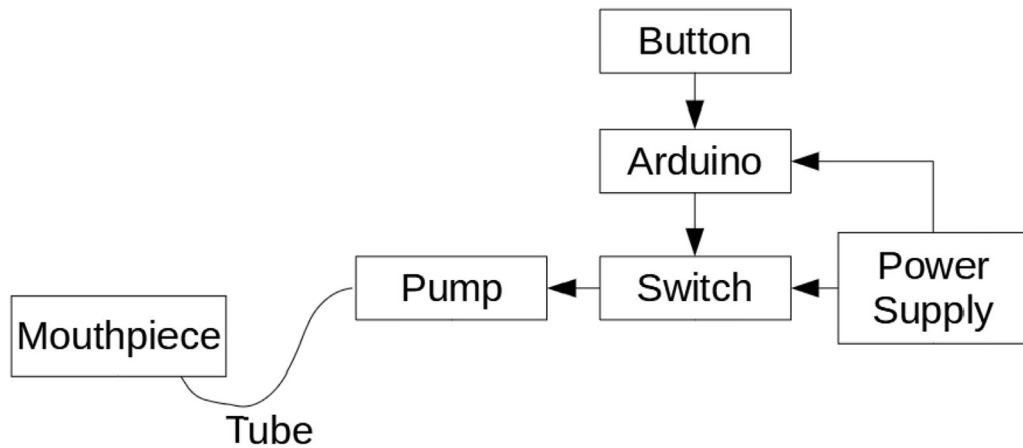 Button
Arduino
Power
Supply
Switch
Pump
Mouthpiece
Tube